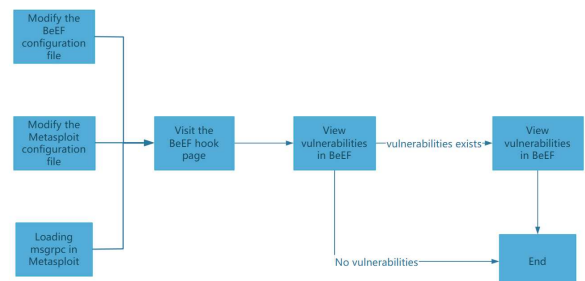 Modify the
BeEF
configuration
file
Modify the
Metasploit
configuration
file
Loading
msgrpc in
Metasploit
Visit the
BeEF hook
page
View
vulnerabilities
in BeEF
vulnerabilities exists
View
vulnerabilities
in BeEF
No vulnerabilities
End